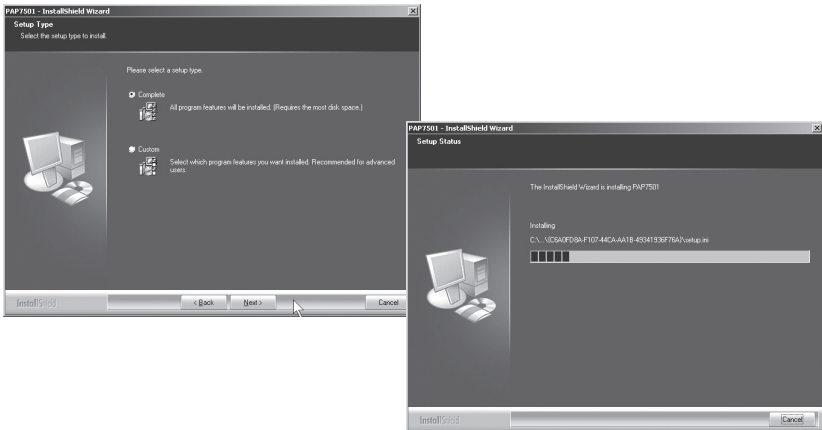 PAP7501 - InstallShield Wizard
Setup Type
Select the setup type to install.
Please select a setup type.
Complete
All program features will be installed. (Requires the most disk space.)
Custom
Select which program features you want installed. Recommended for advanced
users.
InstallShield
< Back
Next >
Cancel
PAP7501 - InstallShield Wizard
Setup Status
The InstallShield Wizard is installing PAP7501
Installing
C:\...\{C6A0FD8A-F107-44CA-AA1B-49341936F76A}\setup.ini
InstallShield
Cancel